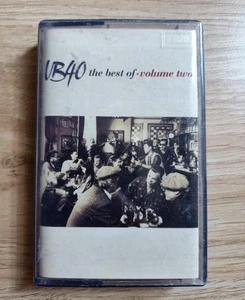 UB40 the best of · volume two